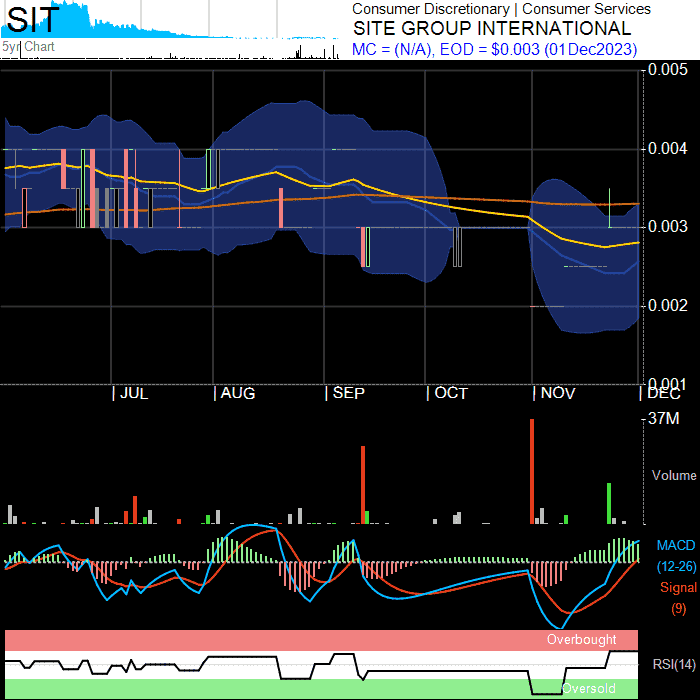 SIT
5yr Chart
Consumer Discretionary | Consumer Services
SITE GROUP INTERNATIONAL
MC = (N/A), EOD = $0.003 (01Dec2023)
0.005
0.004
0.003
0.002
0.001
| JUL | AUG | SEP | OCT | NOV | DEC
37M
Volume
MACD
(12-26)
Signal
(9)
Overbought
RSI(14)
Oversold